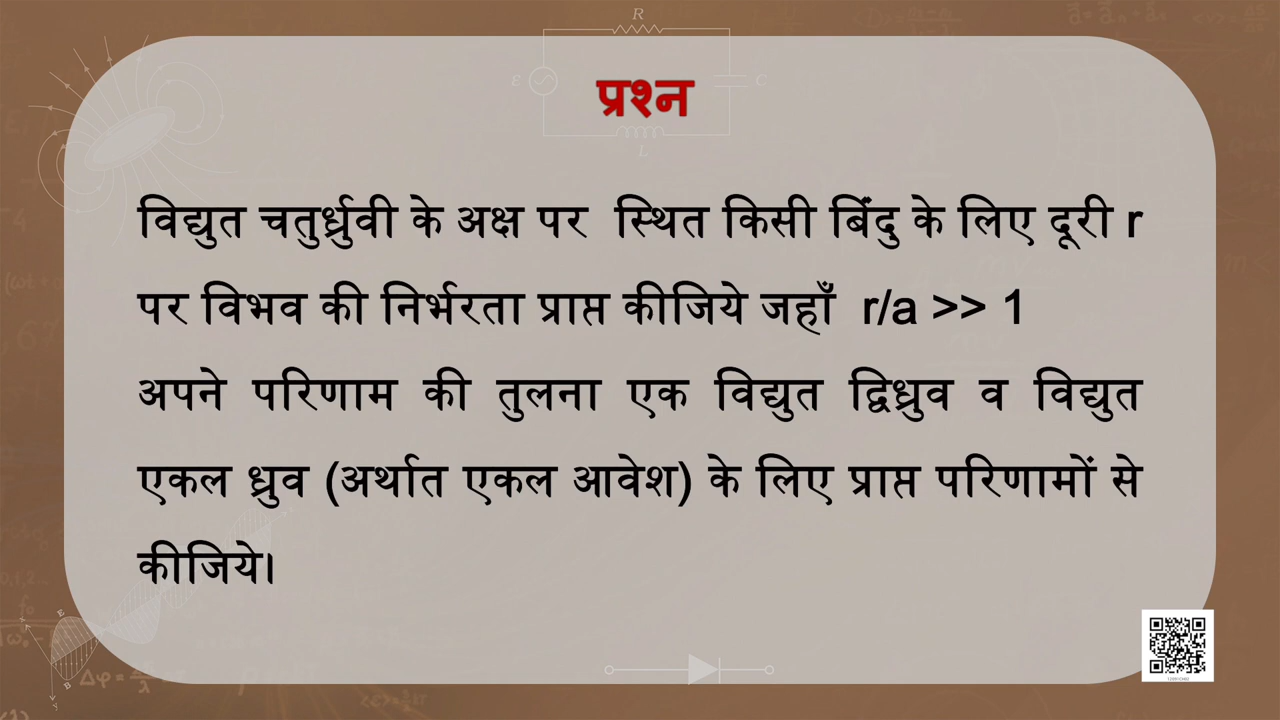 प्रश्न
विद्युत चतुर्ध्रुवी के अक्ष पर स्थित किसी बिंदु के लिए दूरी r
पर विभव की निर्भरता प्राप्त कीजिये जहाँ r/a >> 1
अपने परिणाम की तुलना एक विद्युत द्विध्रुव व विद्युत
एकल ध्रुव (अर्थात एकल आवेश) के लिए प्राप्त परिणामों से
कीजिये।